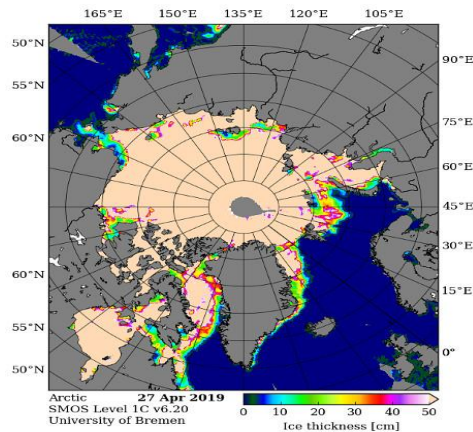 165°E 150°E 135°E 120°E 105°E
50°N
90°E
55°N
75°E
60°N
60°E
45°E
30°E
60°N
15°E
55°N
0°
50°N
Arctic 27 Apr 2019
SMOS Level 1C v6.20
University of Bremen
0 10 20 30 40 50
Ice thickness [cm]